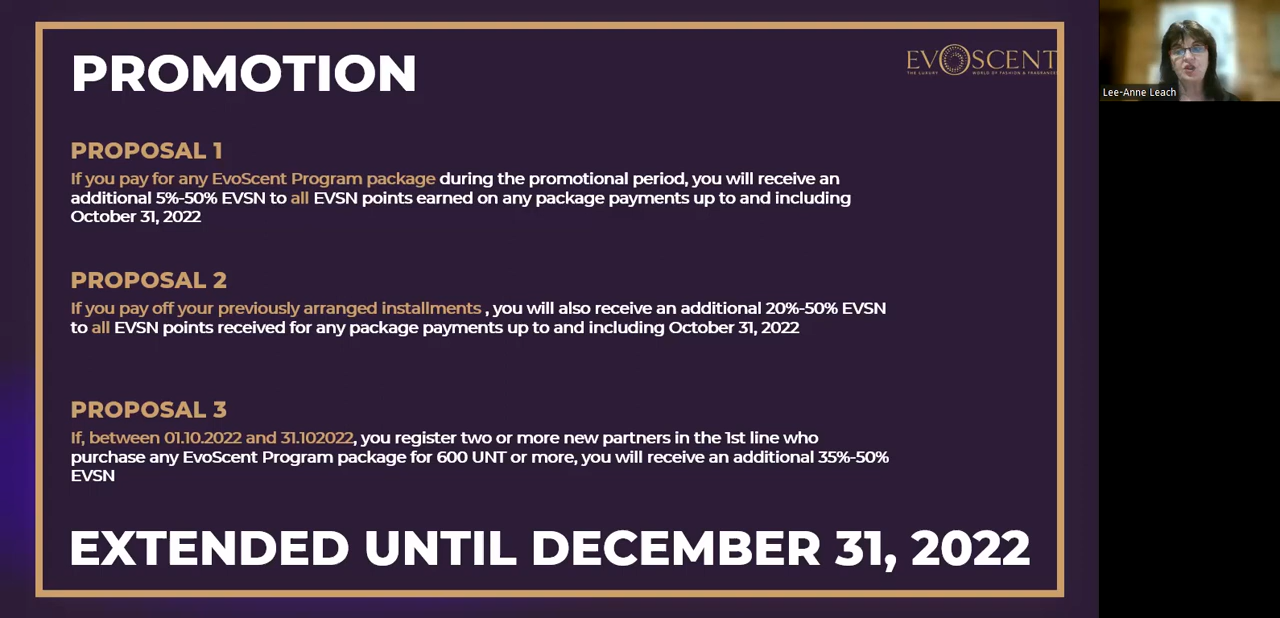 PROMOTION
EVOSCENT
THE LUXURY WORLD OF FASHION & FRAGRANCE
Lee-Anne Leach
PROPOSAL 1
If you pay for any EvoScent Program package during the promotional period, you will receive an
additional 5%-50% EVSN to all EVSN points earned on any package payments up to and including
October 31, 2022
PROPOSAL 2
If you pay off your previously arranged installments , you will also receive an additional 20%-50% EVSN
to all EVSN points received for any package payments up to and including October 31, 2022
PROPOSAL 3
If, between 01.10.2022 and 31.102022, you register two or more new partners in the 1st line who
purchase any EvoScent Program package for 600 UNT or more, you will receive an additional 35%-50%
EVSN
EXTENDED UNTIL DECEMBER 31, 2022